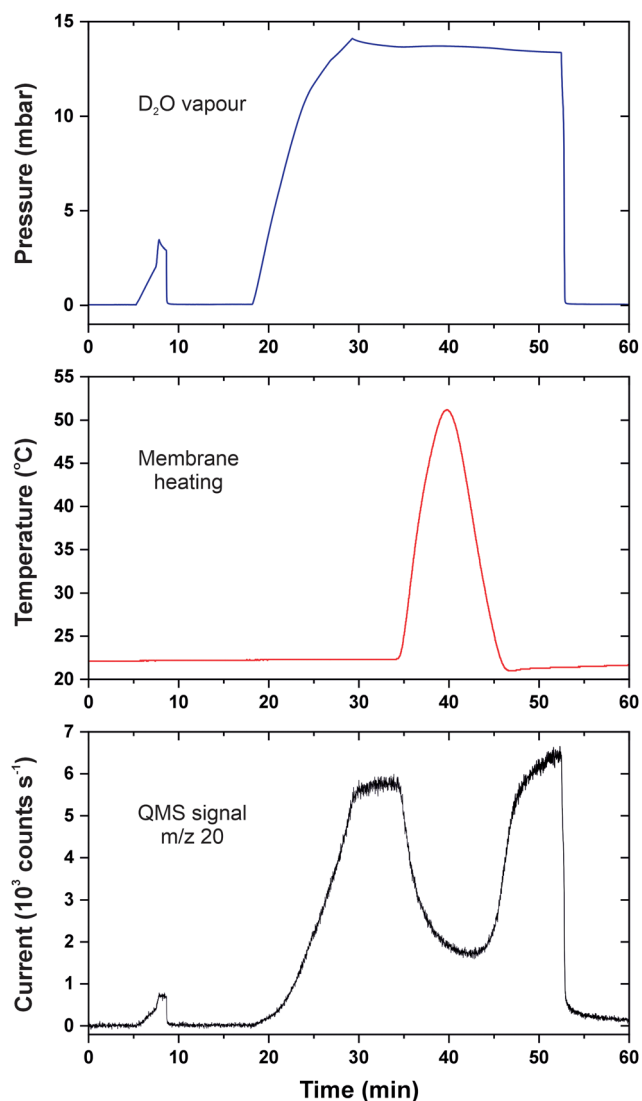 Pressure (mbar)
15
10
5
0
D₂O vapour
0 10 20 30 40 50 60
Temperature (°C)
55
50
45
40
35
30
25
20
Membrane
heating
0 10 20 30 40 50 60
Current (10³ counts s⁻¹)
7
6
5
4
3
2
1
0
QMS signal
m/z 20
0 10 20 30 40 50 60
Time (min)